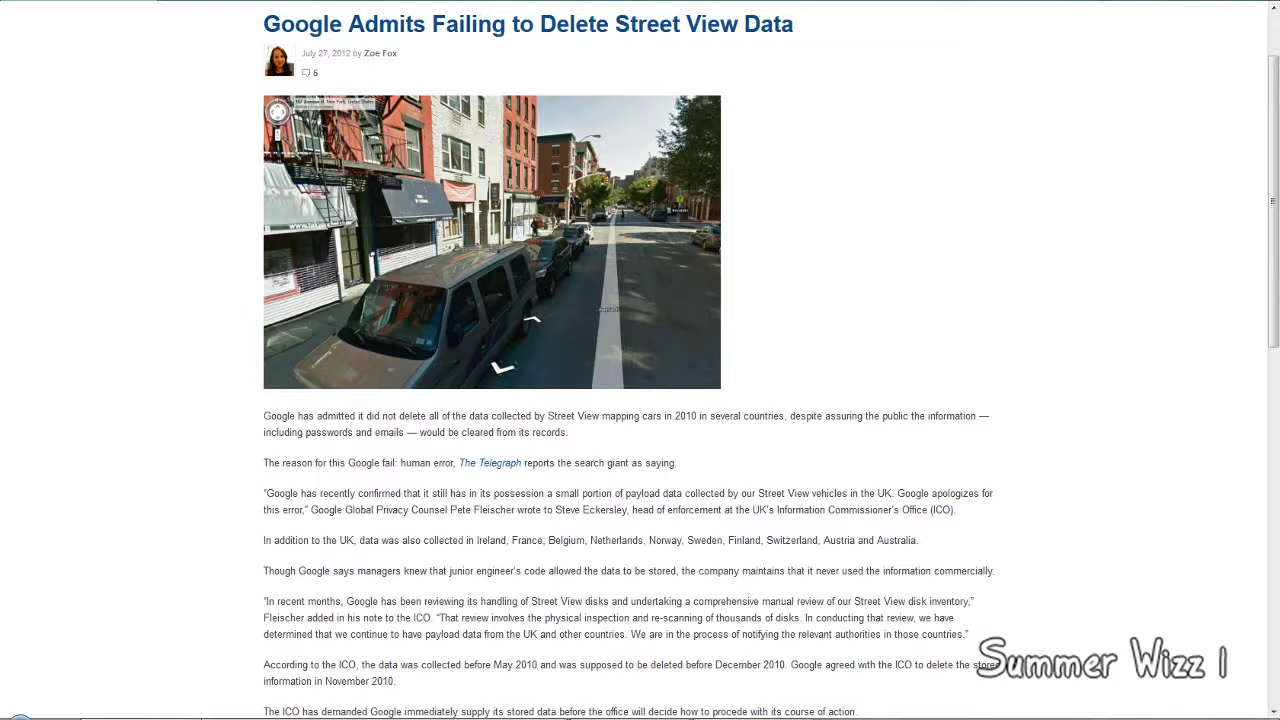 Google Admits Failing to Delete Street View Data
July 27, 2012 by Zoe Fox
5
Google has admitted it did not delete all of the data collected by Street View mapping cars in 2010 in several countries, despite assuring the public the information —
including passwords and emails — would be cleared from its records.
The reason for this Google fail: human error, The Telegraph reports the search giant as saying.
"Google has recently confirmed that it still has in its possession a small portion of payload data collected by our Street View vehicles in the UK. Google apologizes for
this error," Google Global Privacy Counsel Pete Fleischer wrote to Steve Eckersley, head of enforcement at the UK's Information Commissioner's Office (ICO).
In addition to the UK, data was also collected in Ireland, France, Belgium, Netherlands, Norway, Sweden, Finland, Switzerland, Austria and Australia.
Though Google says managers knew that junior engineer's code allowed the data to be stored, the company maintains that it never used the information commercially.
"In recent months, Google has been reviewing its handling of Street View disks and undertaking a comprehensive manual review of our Street View disk inventory,"
Fleischer added in his note to the ICO. "That review involves the physical inspection and re-scanning of thousands of disks. In conducting that review, we have
determined that we continue to have payload data from the UK and other countries. We are in the process of notifying the relevant authorities in those countries."
According to the ICO, the data was collected before May 2010 and was supposed to be deleted before December 2010. Google agreed with the ICO to delete the stored
information in November 2010.
The ICO has demanded Google immediately supply its stored data before the office will decide how to procede with its course of action.
Summer Wizz 1